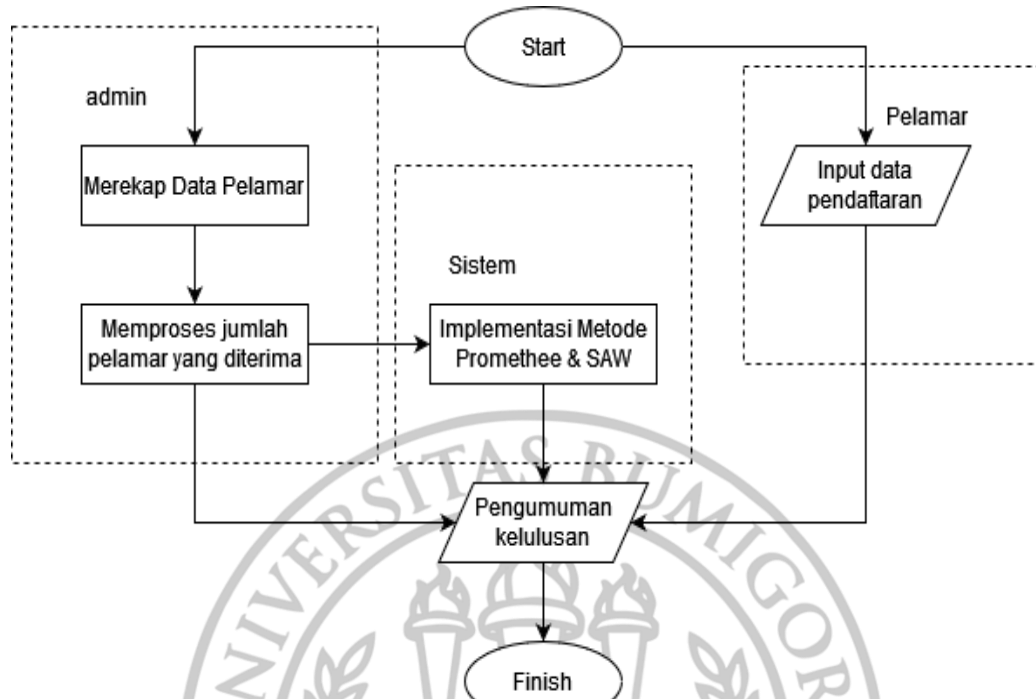 Start
admin
Pelamar
Merekap Data Pelamar
Input data
pendaftaran
Sistem
Memproses jumlah
pelamar yang diterima
Implementasi Metode
Promethee & SAW
Pengumuman
kelulusan
Finish
UNIVERSITAS BUMIGOR